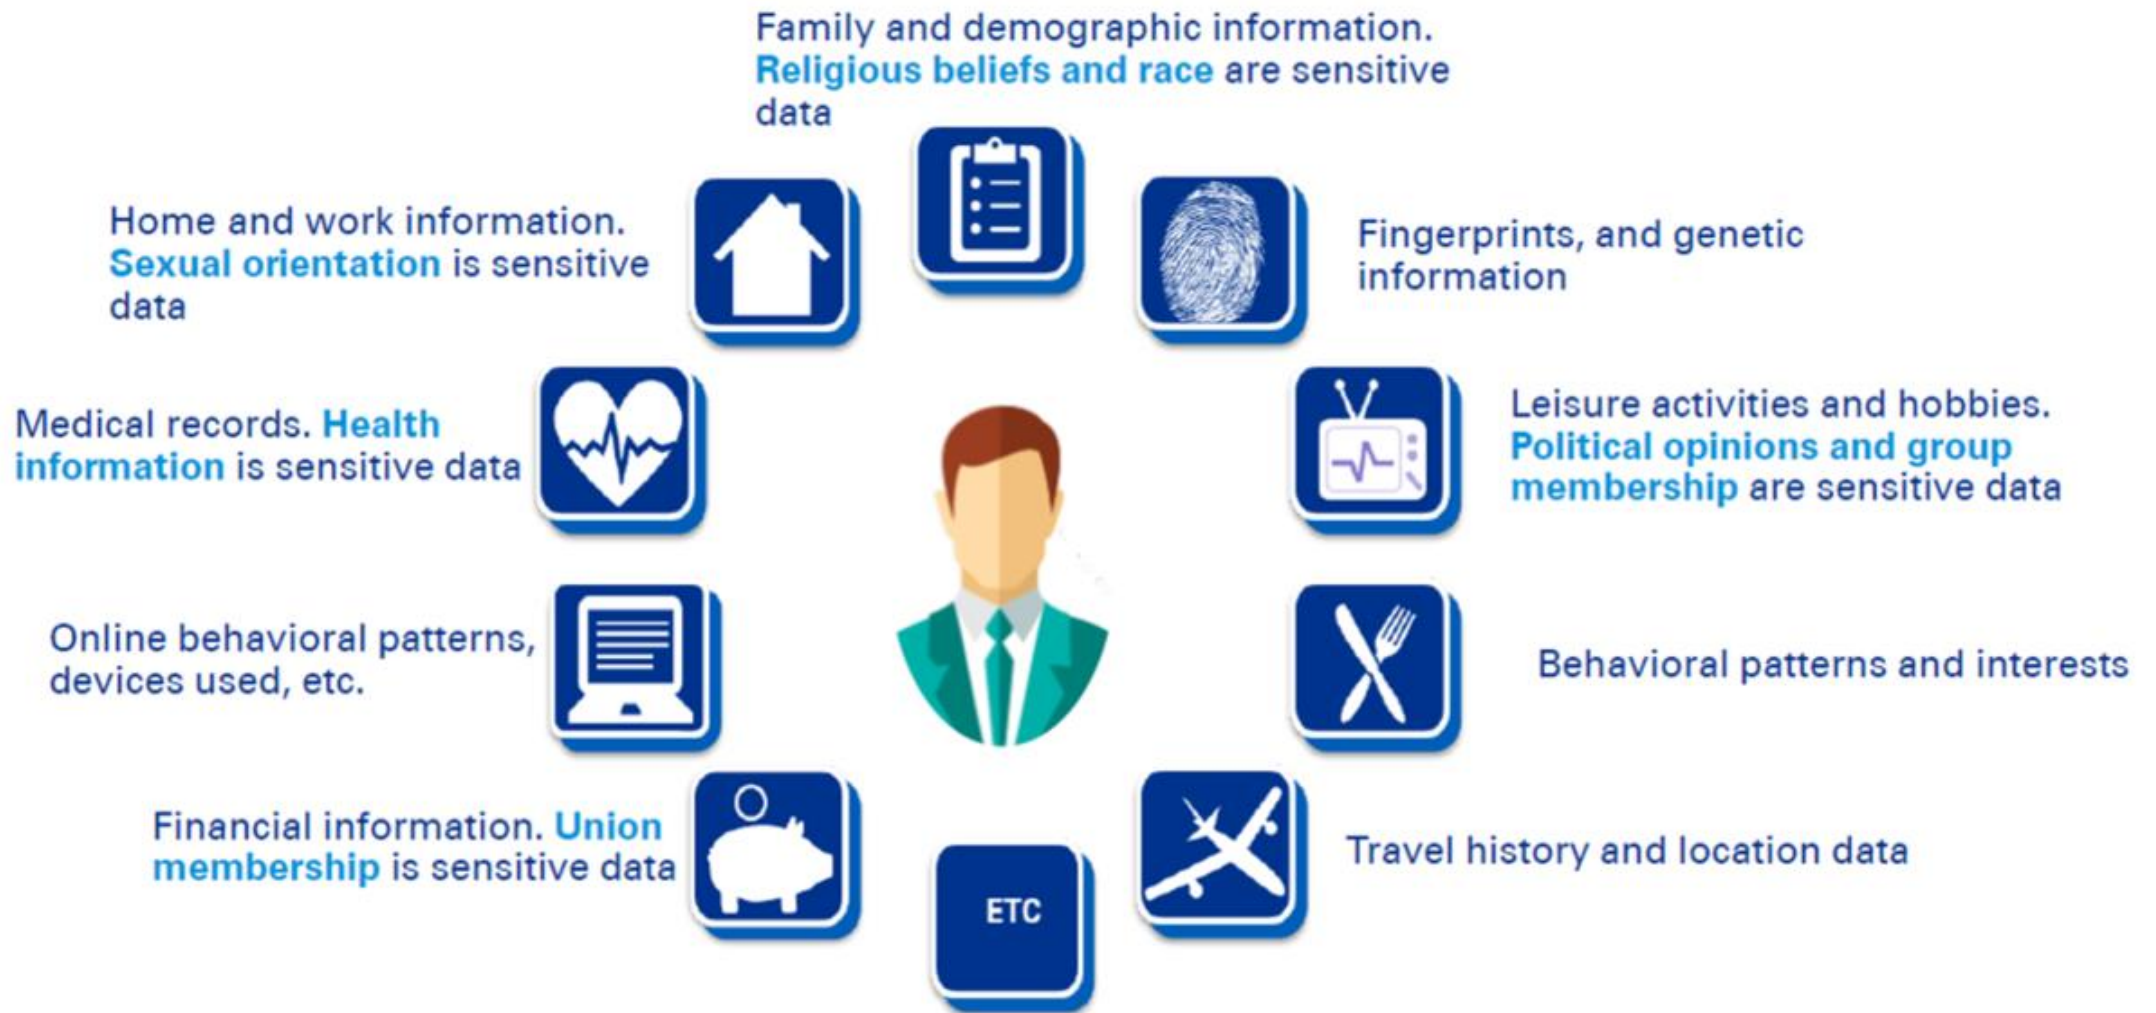 Family and demographic information.
Religious beliefs and race are sensitive
data
Home and work information.
Sexual orientation is sensitive
data
Fingerprints, and genetic
information
Medical records. Health
information is sensitive data
Leisure activities and hobbies.
Political opinions and group
membership are sensitive data
Online behavioral patterns,
devices used, etc.
Behavioral patterns and interests
Financial information. Union
membership is sensitive data
Travel history and location data
ETC